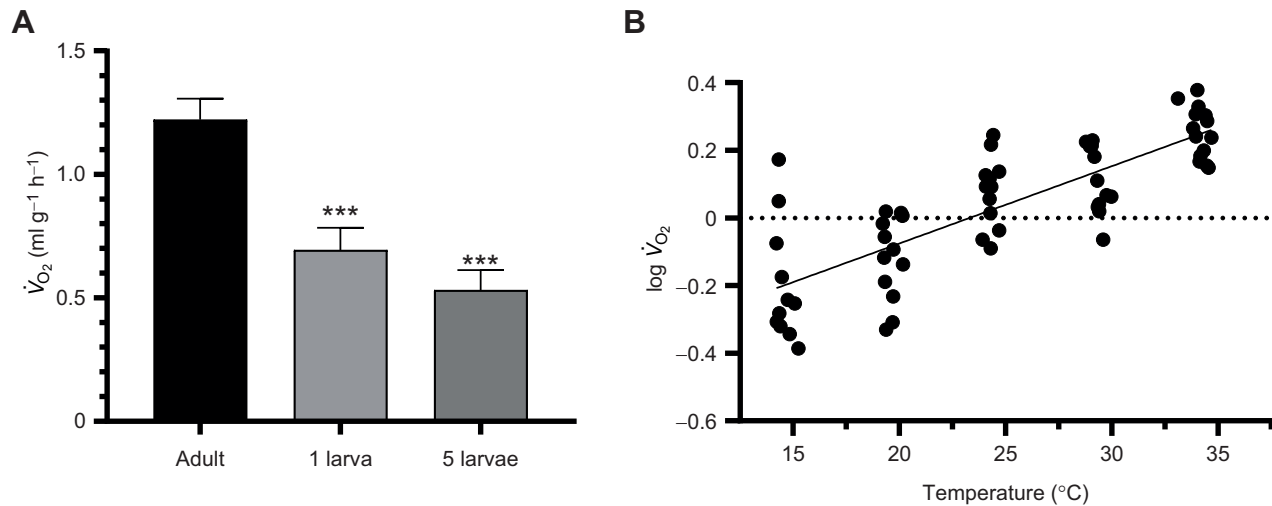 A
1.5
1.0
0.5
0
V̇O₂ (ml g⁻¹ h⁻¹)
***
***
Adult
1 larva
5 larvae
B
0.4
0.2
0
−0.2
−0.4
−0.6
log V̇O₂
15
20
25
30
35
Temperature (°C)